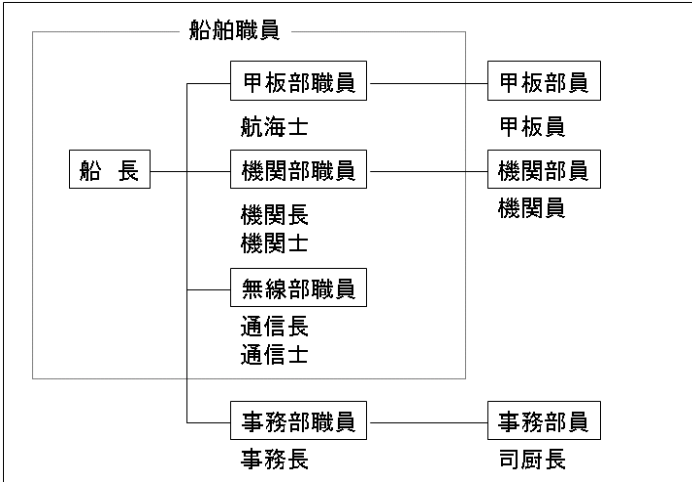 船舶職員
甲板部職員
甲板部員
航海士
甲板員
船 長
機関部職員
機関部員
機関長
機関士
機関員
無線部職員
通信長
通信士
事務部職員
事務部員
事務長
司厨長